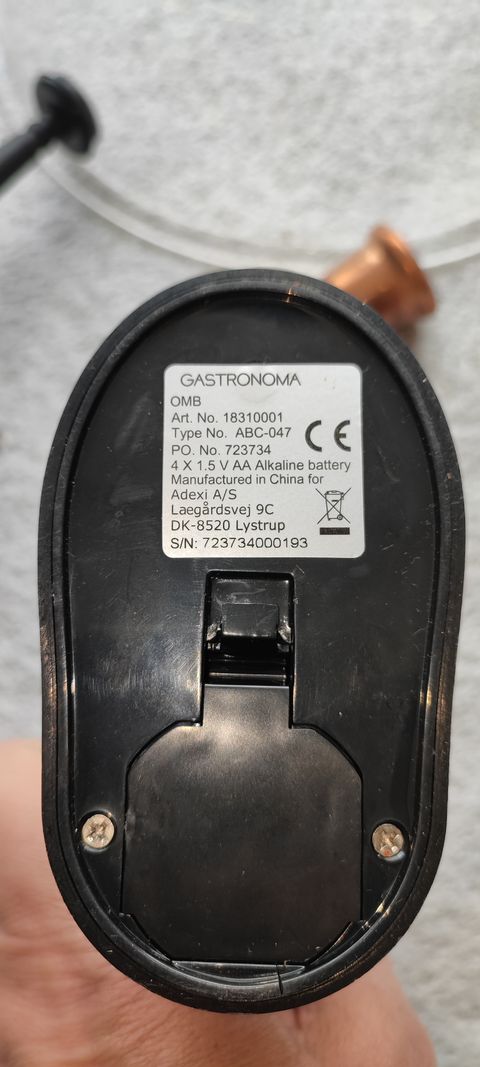 GASTRONOMA
OMB
Art. No. 18310001
Type No. ABC-047
CE
PO. No. 723734
4 X 1.5 V AA Alkaline battery
Manufactured in China for
Adexi A/S
Laegårdsvej 9C
DK-8520 Lystrup
S/N: 723734000193